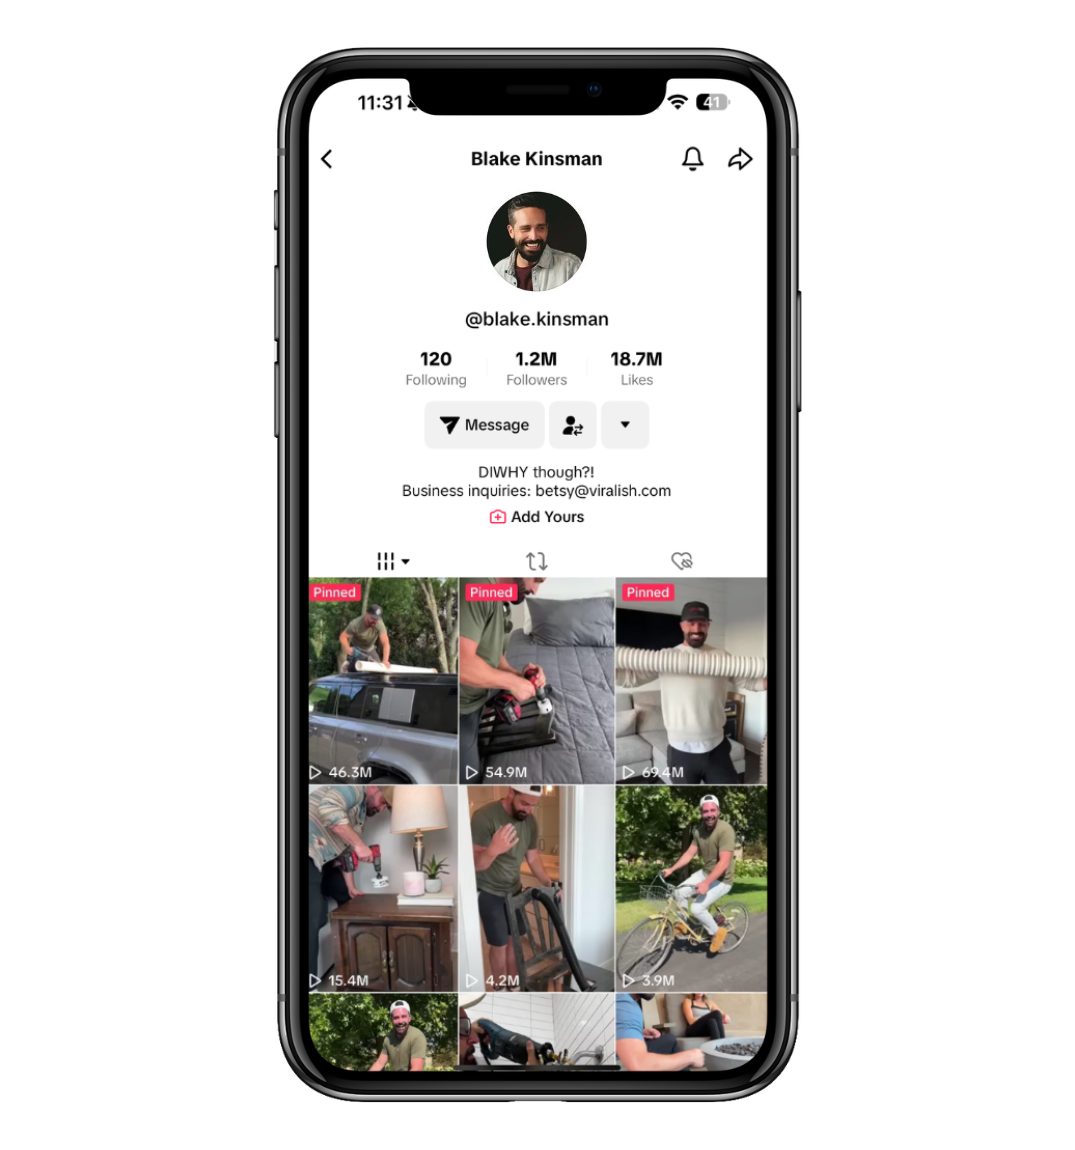 11:31
41
Blake Kinsman
@blake.kinsman
120 1.2M 18.7M
Following Followers Likes
Message
DIWHY though?!
Business inquiries: betsy@viralish.com
Add Yours
Pinned Pinned Pinned
46.3M 54.9M 69.4M
15.4M 4.2M 3.9M